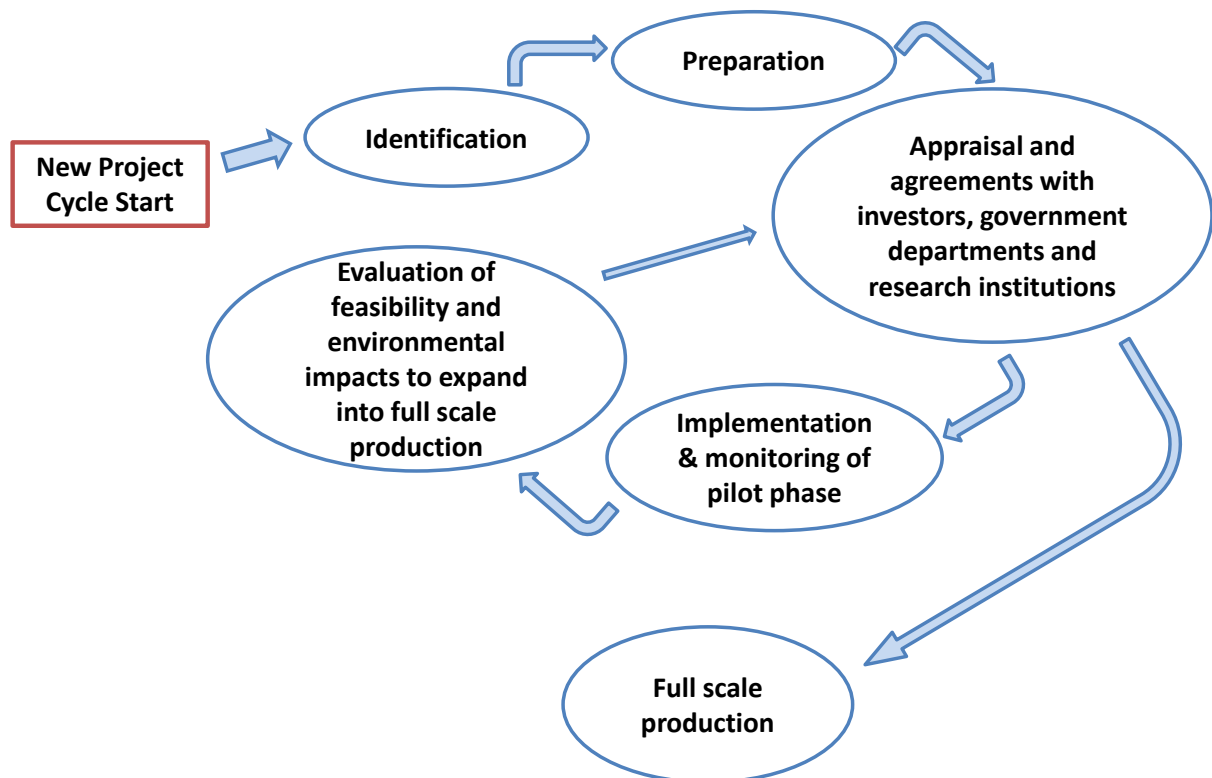 New Project
Cycle Start
Identification
Preparation
Appraisal and
agreements with
investors, government
departments and
research institutions
Implementation
& monitoring of
pilot phase
Evaluation of
feasibility and
environmental
impacts to expand
into full scale
production
Full scale
production